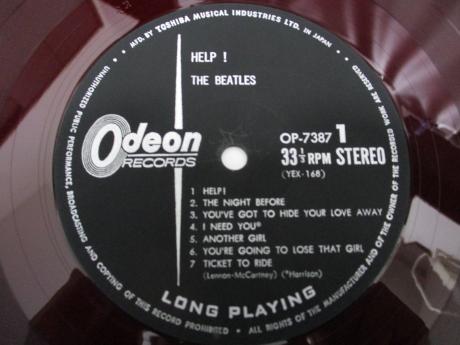 MFD. BY TOSHIBA MUSICAL INDUSTRIES LTD. IN JAPAN
ALL RIGHTS OF THE MANUFACTURER AND OF THE OWNER OF THE RECORDED WORK ARE RESERVED
UNAUTHORIZED PUBLIC PERFORMANCE, BROADCASTING AND COPYING OF THIS RECORD PROHIBITED
HELP !
THE BEATLES
Odeon
RECORDS
OP-7387 1
33⅓ RPM STEREO
(YEX-168)
1 HELP!
2. THE NIGHT BEFORE
3. YOU'VE GOT TO HIDE YOUR LOVE AWAY
4. I NEED YOU*
5. ANOTHER GIRL
6. YOU'RE GOING TO LOSE THAT GIRL
7 TICKET TO RIDE
(Lennon-McCartney) (*Harrison)
LONG PLAYING